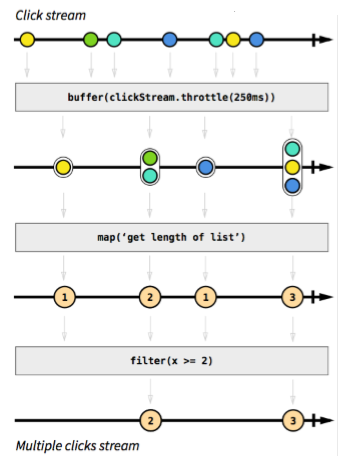 Click stream
buffer(clickStream.throttle(250ms))
map(‘get length of list’)
1 2 1 3
filter(x >= 2)
2 3
Multiple clicks stream